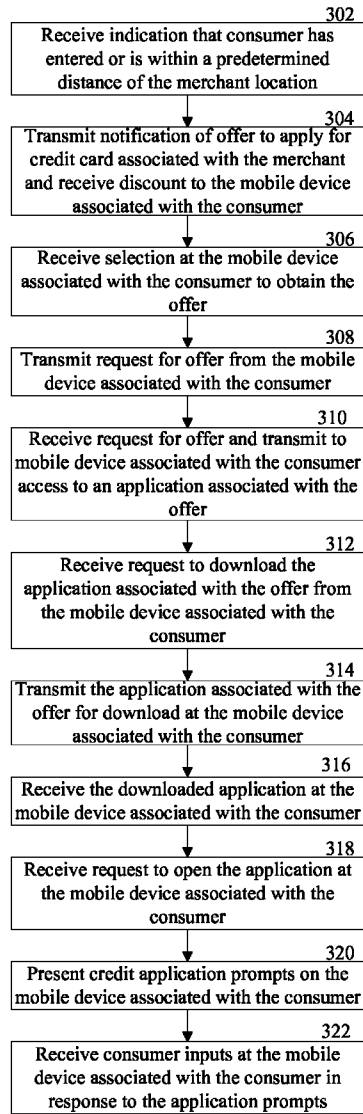 302
Receive indication that consumer has
entered or is within a predetermined
distance of the merchant location
304
Transmit notification of offer to apply for
credit card associated with the merchant
and receive discount to the mobile device
associated with the consumer
306
Receive selection at the mobile device
associated with the consumer to obtain the
offer
308
Transmit request for offer from the mobile
device associated with the consumer
310
Receive request for offer and transmit to
mobile device associated with the consumer
access to an application associated with the
offer
312
Receive request to download the
application associated with the offer from
the mobile device associated with the
consumer
314
Transmit the application associated with the
offer for download at the mobile device
associated with the consumer
316
Receive the downloaded application at the
mobile device associated with the consumer
318
Receive request to open the application at
the mobile device associated with the
consumer
320
Present credit application prompts on the
mobile device associated with the consumer
322
Receive consumer inputs at the mobile
device associated with the consumer in
response to the application prompts